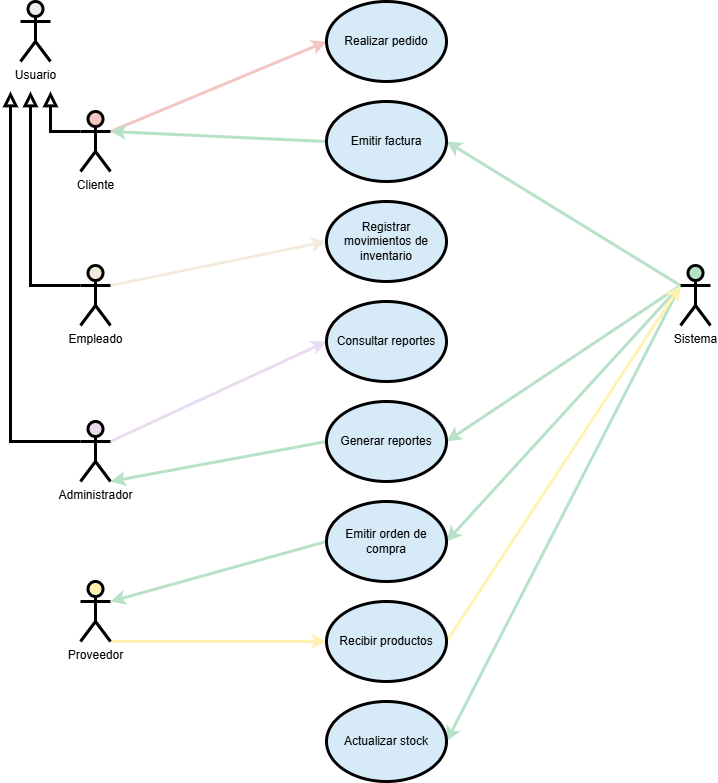 Usuario
Realizar pedido
Emitir factura
Cliente
Registrar
movimientos de
inventario
Empleado
Sistema
Consultar reportes
Generar reportes
Administrador
Emitir orden de
compra
Proveedor
Recibir productos
Actualizar stock